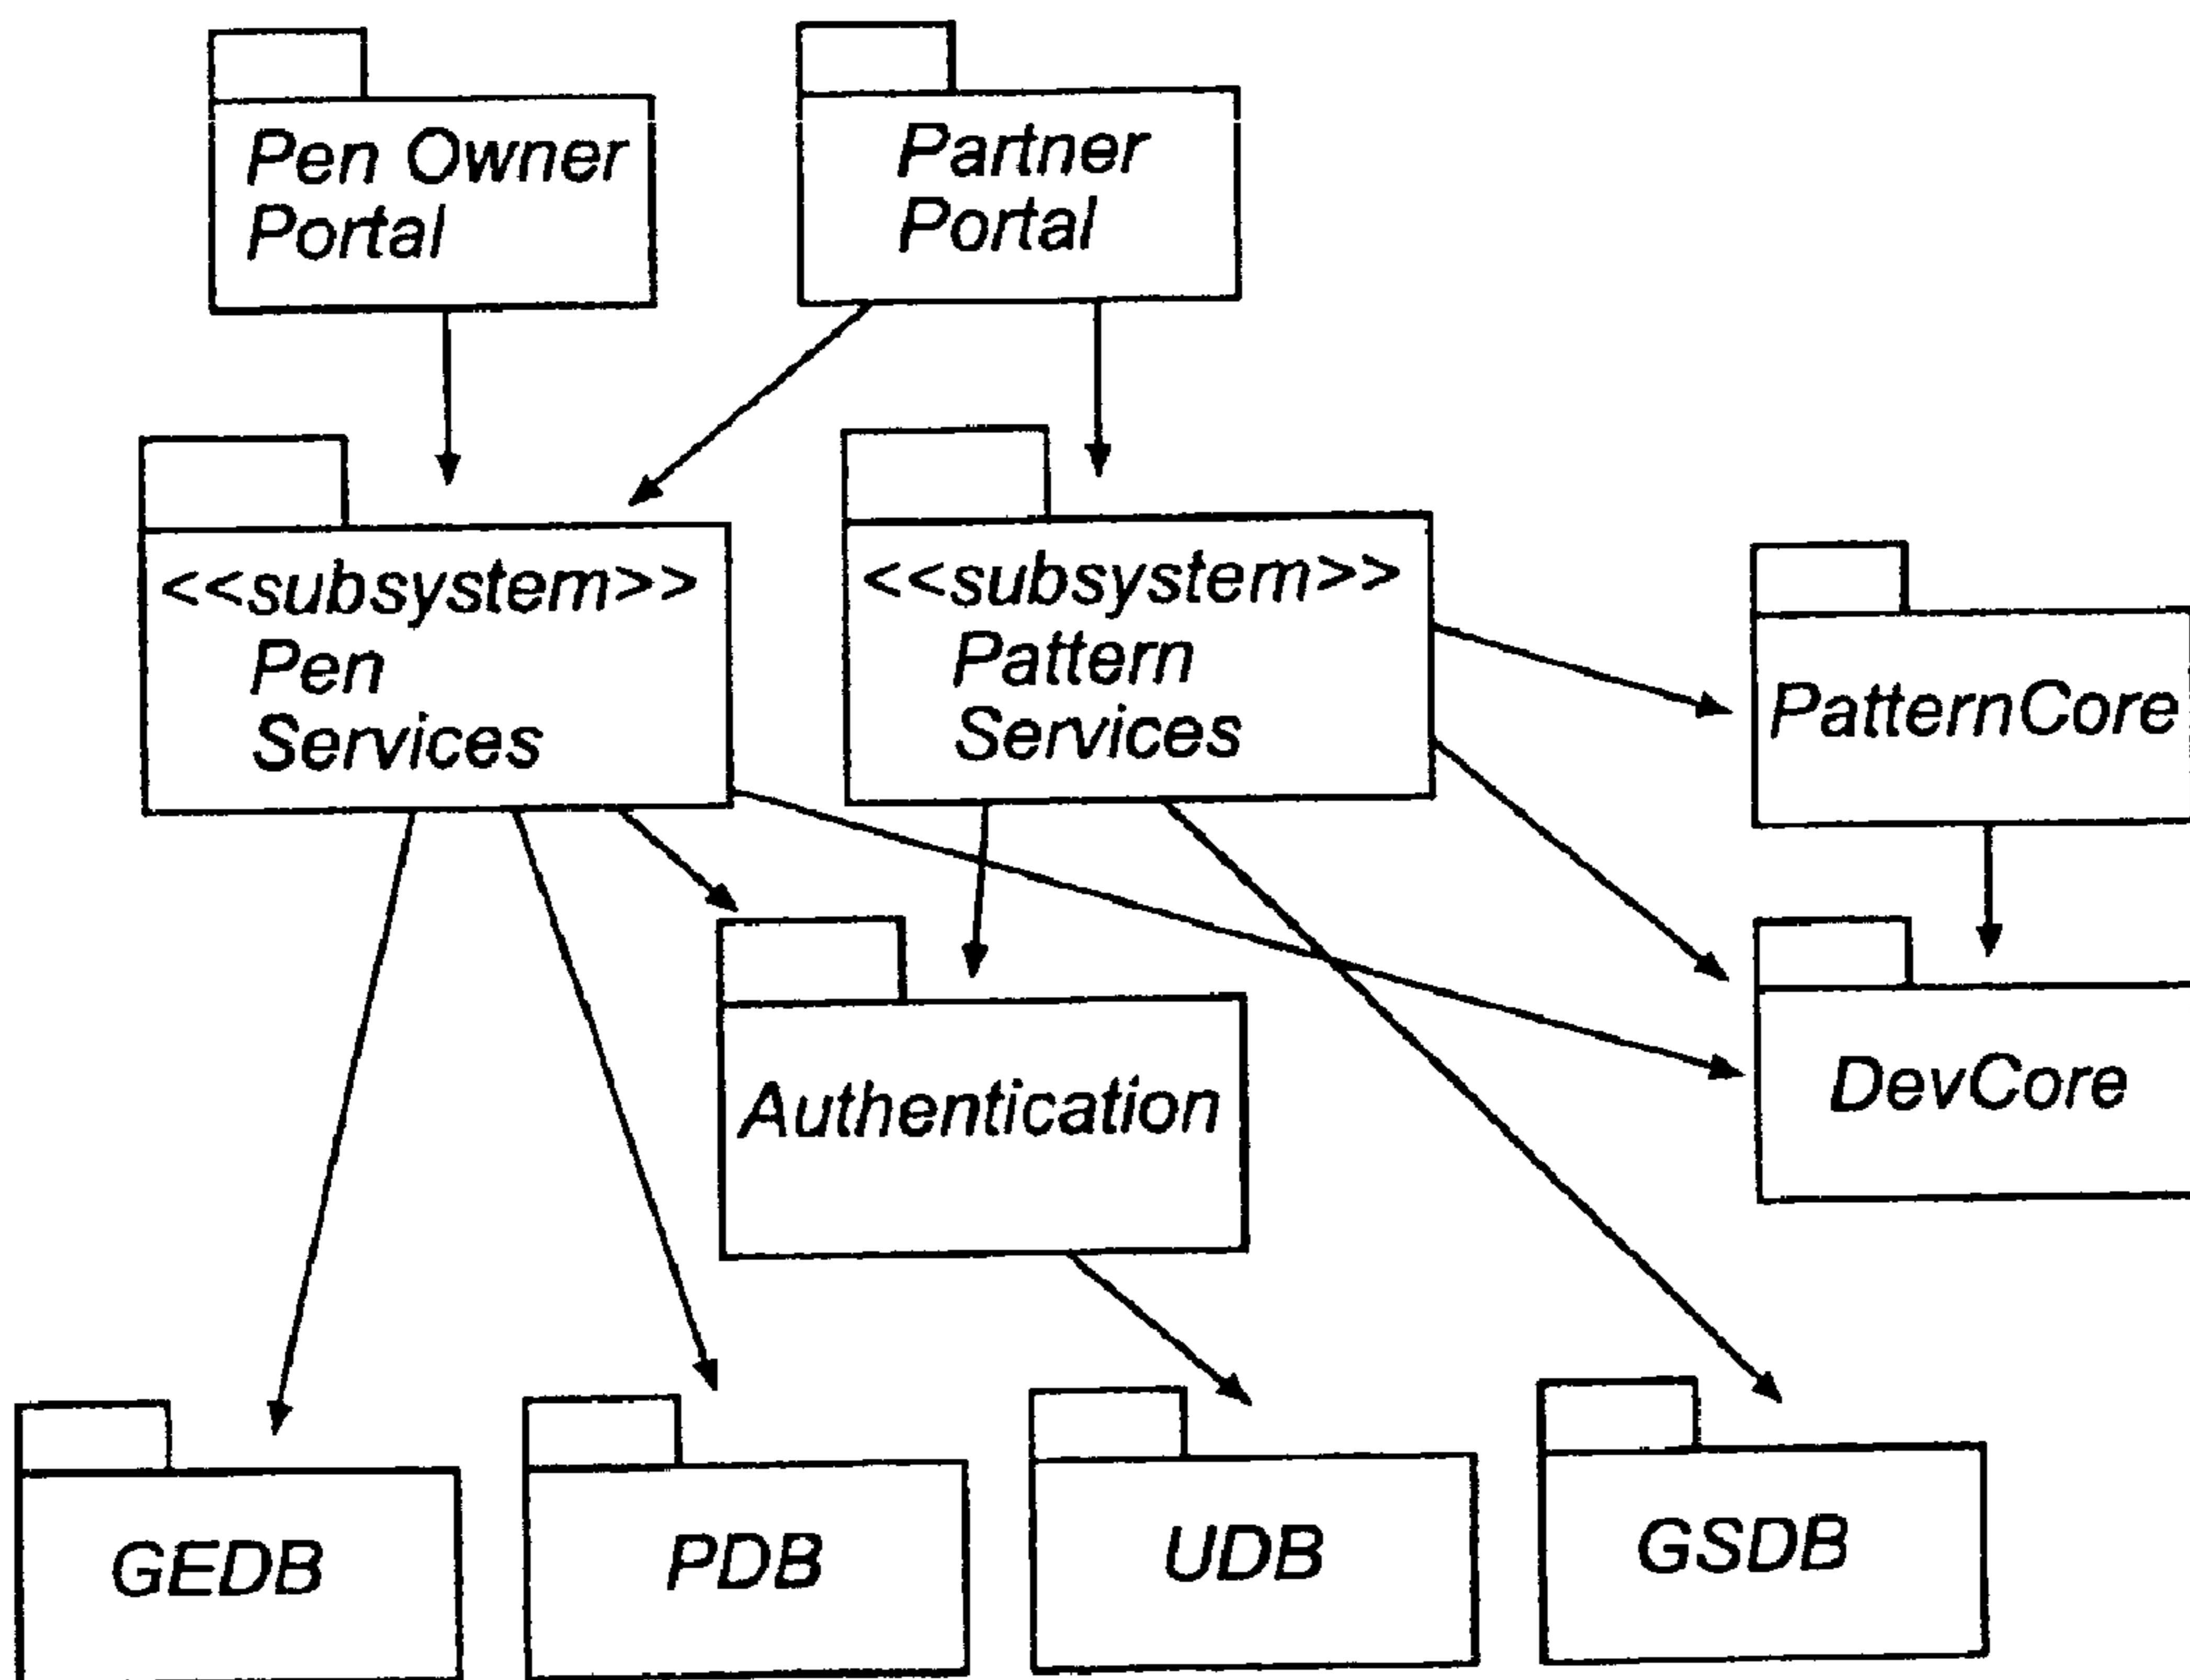 Pen Owner
Portal
Partner
Portal
<<subsystem>>
Pen
Services
<<subsystem>>
Pattern
Services
PatternCore
Authentication
DevCore
GEDB
PDB
UDB
GSDB